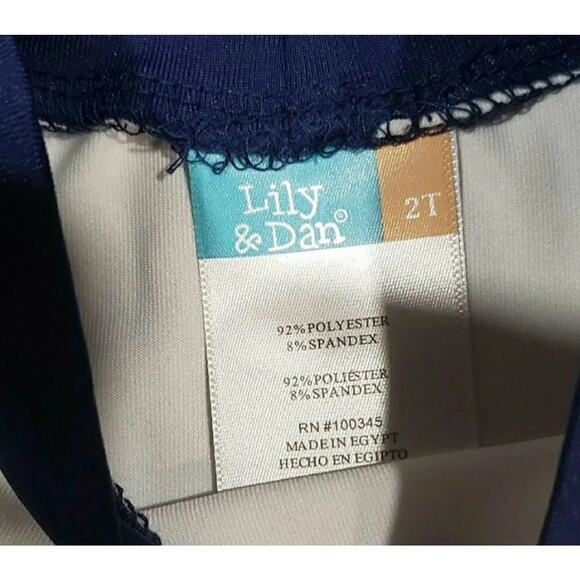 Lily
& Dan®
2T
92%POLYESTER
8%SPANDEX
92%POLIÉSTER
8%SPANDEX
RN #100345
MADE IN EGYPT
HECHO EN EGIPTO